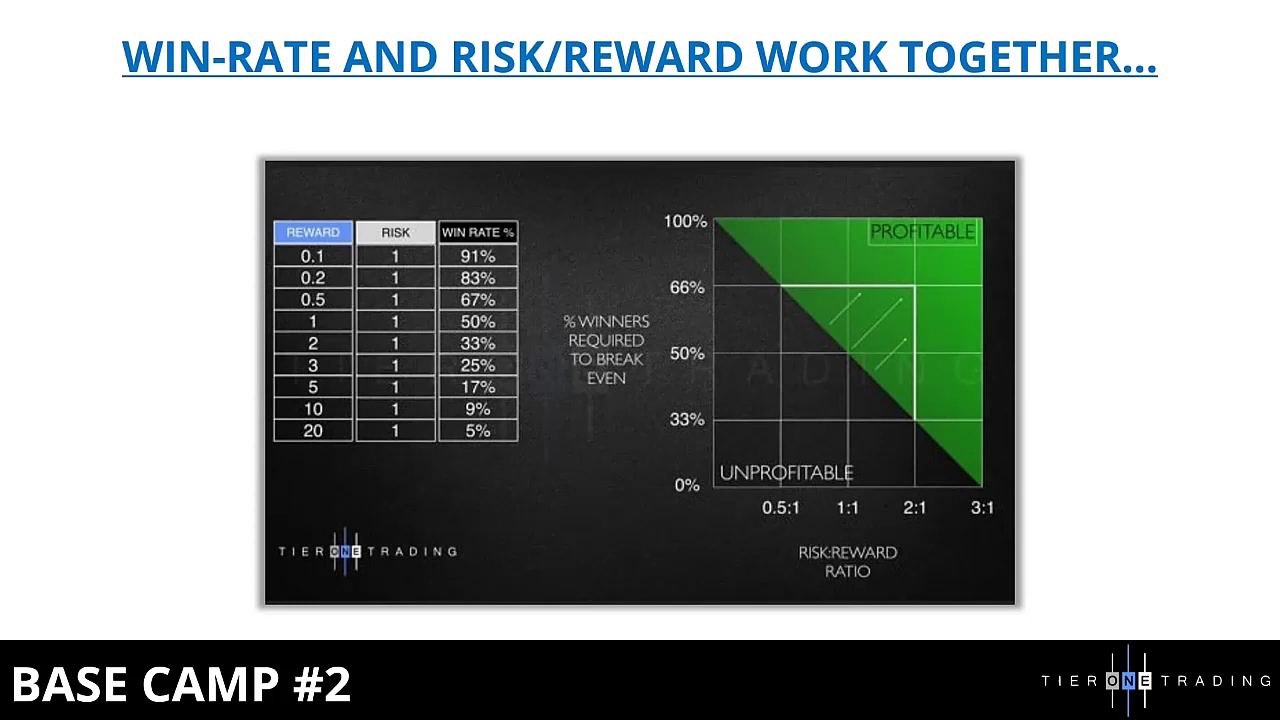 WIN-RATE AND RISK/REWARD WORK TOGETHER...
REWARD RISK WIN RATE %
0.1 1 91%
0.2 1 83%
0.5 1 67%
1 1 50%
2 1 33%
3 1 25%
5 1 17%
10 1 9%
20 1 5%
% WINNERS
REQUIRED
TO BREAK
EVEN
100%
66%
50%
33%
0%
PROFITABLE
UNPROFITABLE
0.5:1 1:1 2:1 3:1
RISK:REWARD
RATIO
TIER ONE TRADING
BASE CAMP #2
TIER ONE TRADING